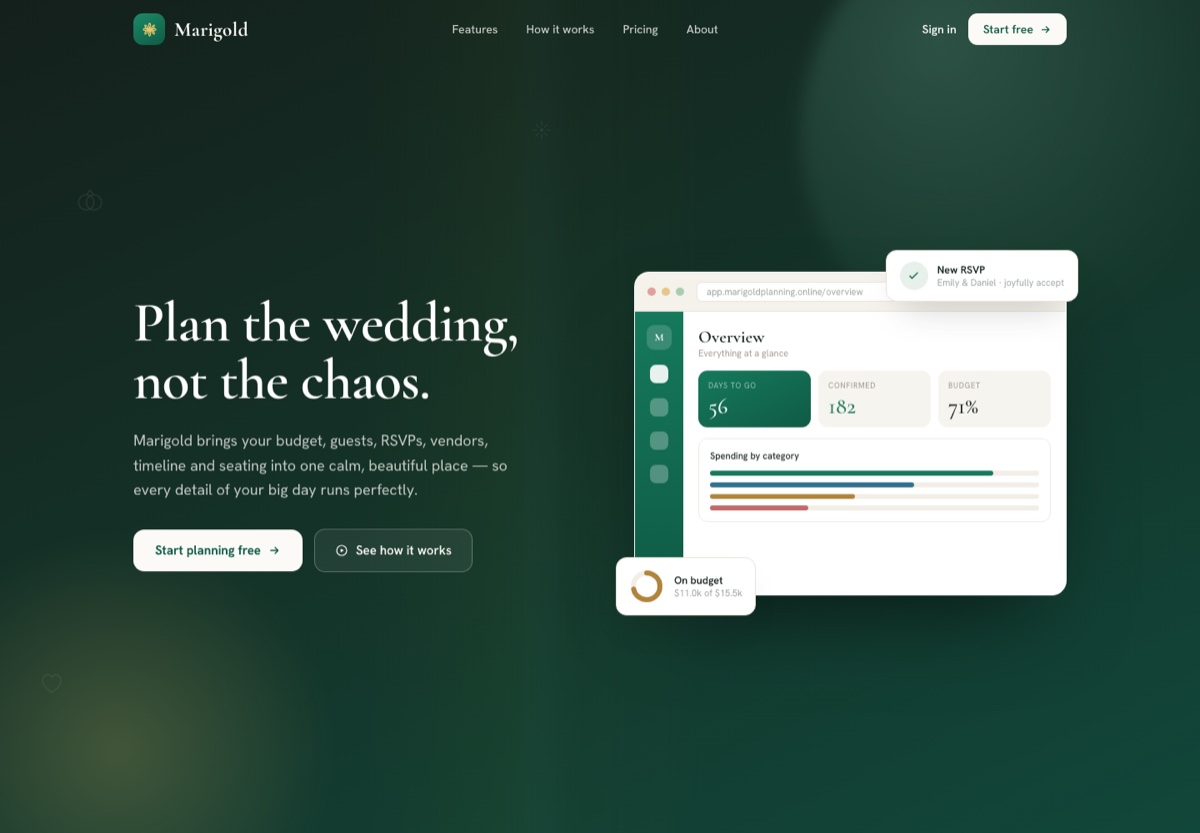 Marigold
Features
How it works
Pricing
About
Sign in
Start free
Plan the wedding,
not the chaos.
Marigold brings your budget, guests, RSVPs, vendors,
timeline and seating into one calm, beautiful place — so
every detail of your big day runs perfectly.
Start planning free
See how it works
New RSVP
Emily & Daniel · joyfully accept
app.marigoldplanning.online/overview
M
Overview
Everything at a glance
DAYS TO GO
56
CONFIRMED
182
BUDGET
71%
Spending by category
On budget
$11.0k of $15.5k